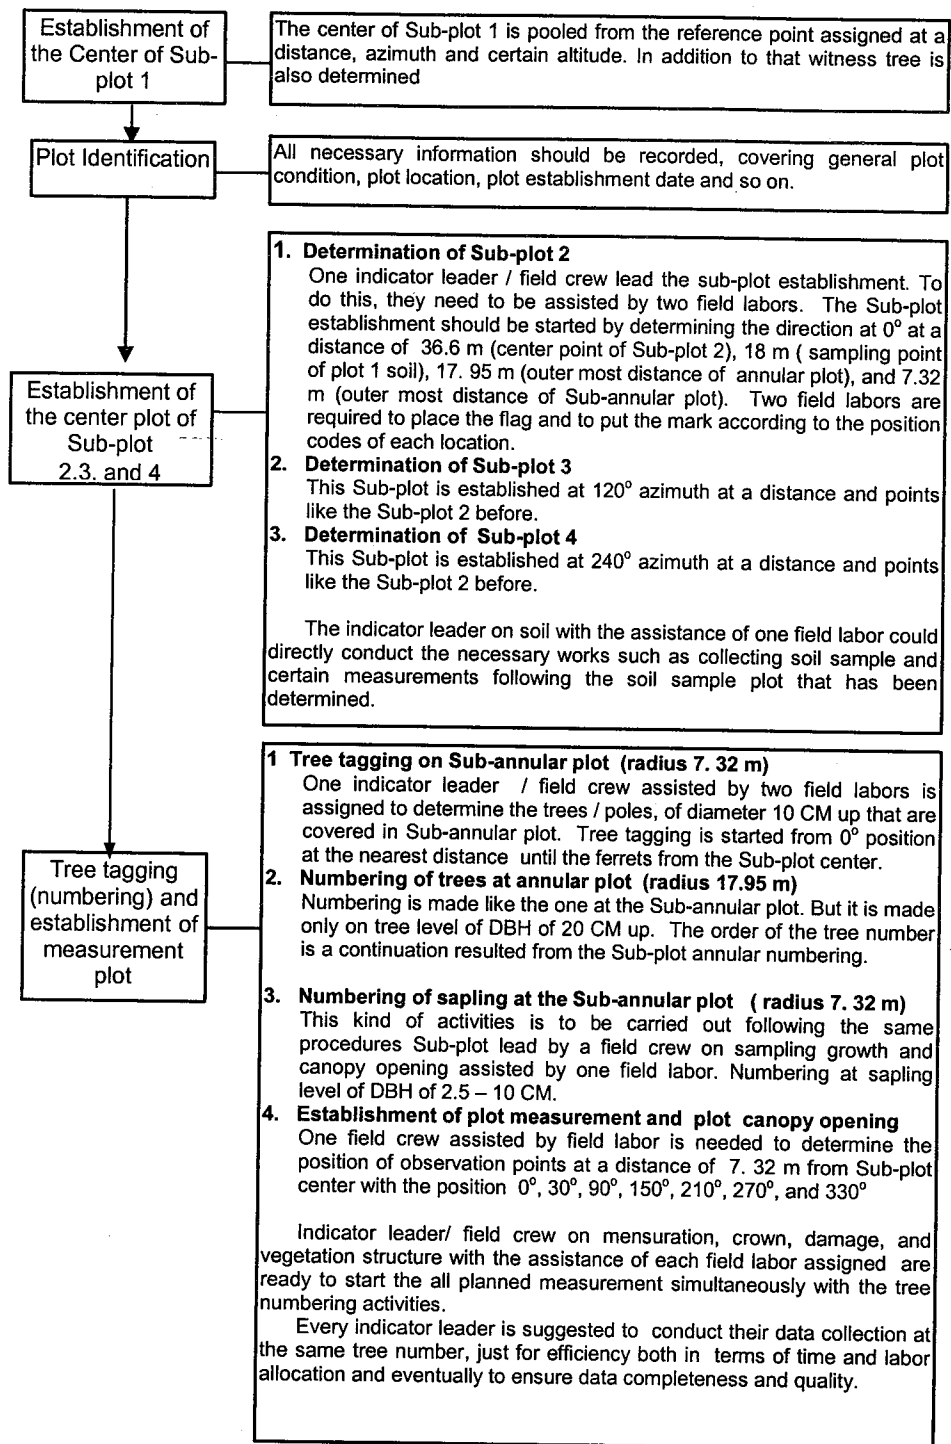 Establishment of
the Center of Sub-
plot 1
The center of Sub-plot 1 is pooled from the reference point assigned at a
distance, azimuth and certain altitude. In addition to that witness tree is
also determined
Plot Identification
All necessary information should be recorded, covering general plot
condition, plot location, plot establishment date and so on.
Establishment of
the center plot of
Sub-plot
2.3. and 4
1. Determination of Sub-plot 2
One indicator leader / field crew lead the sub-plot establishment. To
do this, they need to be assisted by two field labors. The Sub-plot
establishment should be started by determining the direction at 0° at a
distance of 36.6 m (center point of Sub-plot 2), 18 m ( sampling point
of plot 1 soil), 17. 95 m (outer most distance of annular plot), and 7.32
m (outer most distance of Sub-annular plot). Two field labors are
required to place the flag and to put the mark according to the position
codes of each location.
2. Determination of Sub-plot 3
This Sub-plot is established at 120° azimuth at a distance and points
like the Sub-plot 2 before.
3. Determination of Sub-plot 4
This Sub-plot is established at 240° azimuth at a distance and points
like the Sub-plot 2 before.
The indicator leader on soil with the assistance of one field labor could
directly conduct the necessary works such as collecting soil sample and
certain measurements following the soil sample plot that has been
determined.
Tree tagging
(numbering) and
establishment of
measurement
plot
1 Tree tagging on Sub-annular plot (radius 7. 32 m)
One indicator leader / field crew assisted by two field labors is
assigned to determine the trees / poles, of diameter 10 CM up that are
covered in Sub-annular plot. Tree tagging is started from 0° position
at the nearest distance until the ferrets from the Sub-plot center.
2. Numbering of trees at annular plot (radius 17.95 m)
Numbering is made like the one at the Sub-annular plot. But it is made
only on tree level of DBH of 20 CM up. The order of the tree number
is a continuation resulted from the Sub-plot annular numbering.
3. Numbering of sapling at the Sub-annular plot ( radius 7. 32 m)
This kind of activities is to be carried out following the same
procedures Sub-plot lead by a field crew on sampling growth and
canopy opening assisted by one field labor. Numbering at sapling
level of DBH of 2.5 – 10 CM.
4. Establishment of plot measurement and plot canopy opening
One field crew assisted by field labor is needed to determine the
position of observation points at a distance of 7. 32 m from Sub-plot
center with the position 0°, 30°, 90°, 150°, 210°, 270°, and 330°
Indicator leader/ field crew on mensuration, crown, damage, and
vegetation structure with the assistance of each field labor assigned are
ready to start the all planned measurement simultaneously with the tree
numbering activities.
Every indicator leader is suggested to conduct their data collection at
the same tree number, just for efficiency both in terms of time and labor
allocation and eventually to ensure data completeness and quality.